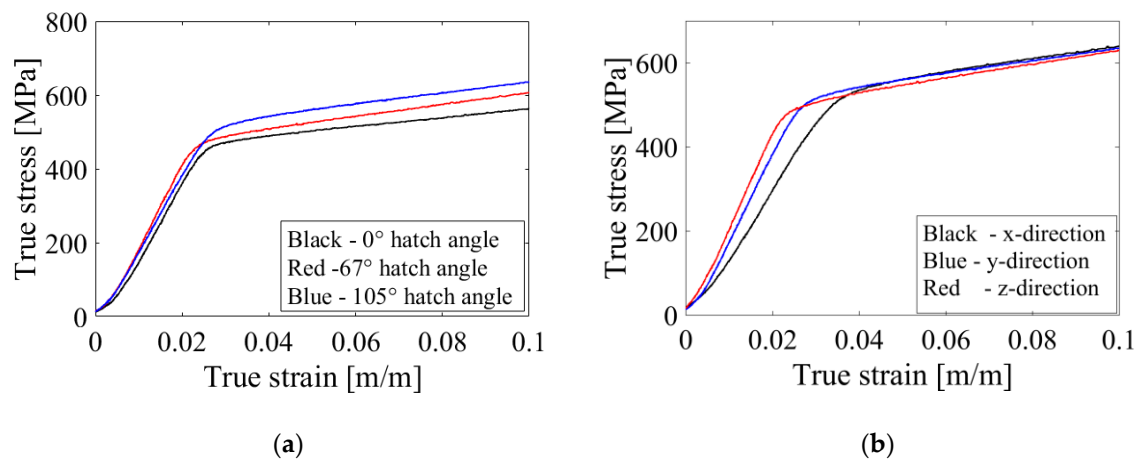 800
600
400
200
0
True stress [MPa]
Black - 0° hatch angle
Red -67° hatch angle
Blue - 105° hatch angle
0 0.02 0.04 0.06 0.08 0.1
True strain [m/m]
(a)
600
400
200
0
True stress [MPa]
Black - x-direction
Blue - y-direction
Red - z-direction
0 0.02 0.04 0.06 0.08 0.1
True strain [m/m]
(b)